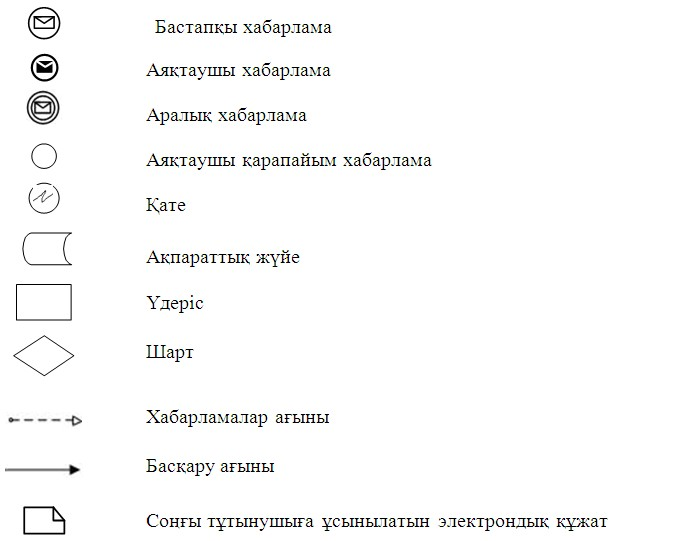 Бастапқы хабарлама
Аяқтаушы хабарлама
Аралық хабарлама
Аяқтаушы қарапайым хабарлама
Қате
Ақпараттық жүйе
Үдеріс
Шарт
Хабарламалар ағыны
Басқару ағыны
Соңғы тұтынушыға ұсынылатын электрондық құжат